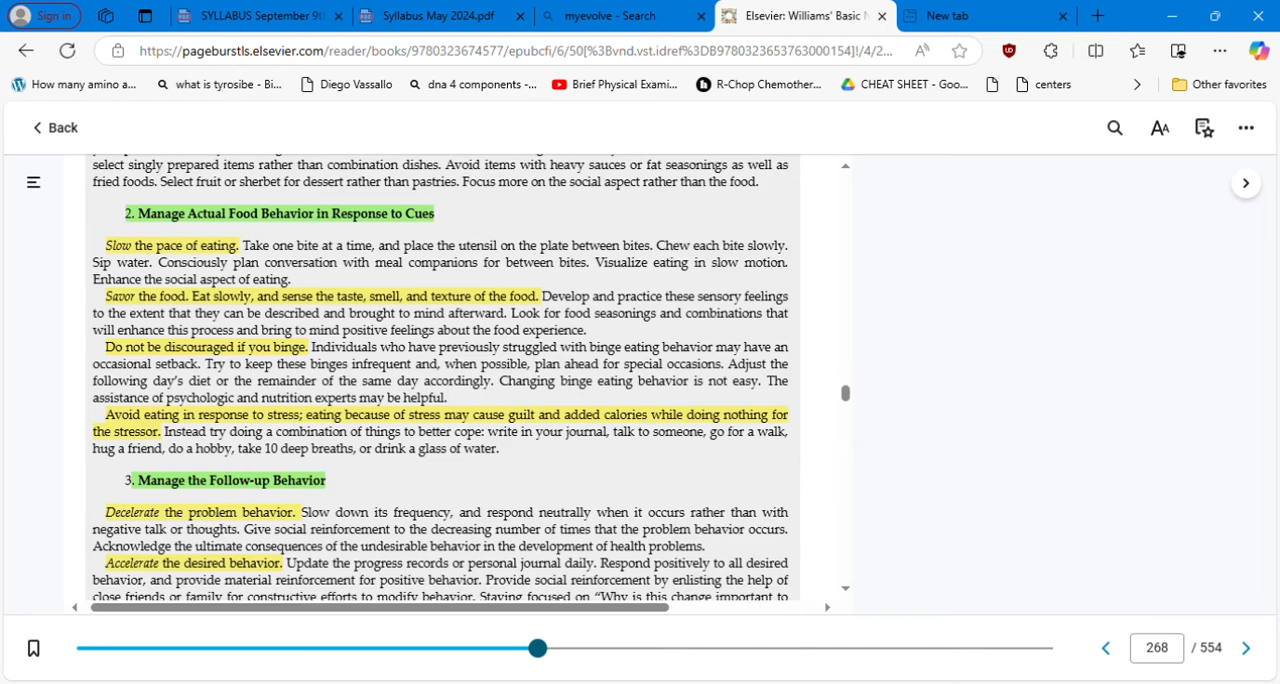 Sign in
SYLLABUS September 9t
Syllabus May 2024.pdf
myevolve - Search
Elsevier: Williams' Basic N
New tab
https://pageburstls.elsevier.com/reader/books/9780323674577/epubcfi/6/50[%3Bvnd.vst.idref%3DB9780323653763000154]!/4/2...
How many amino a...
what is tyrosibe - Bi...
Diego Vassallo
dna 4 components -...
Brief Physical Exami...
R-Chop Chemother...
CHEAT SHEET - Goo...
centers
Other favorites
Back
select singly prepared items rather than combination dishes. Avoid items with heavy sauces or fat seasonings as well as
fried foods. Select fruit or sherbet for dessert rather than pastries. Focus more on the social aspect rather than the food.
2. Manage Actual Food Behavior in Response to Cues
Slow the pace of eating. Take one bite at a time, and place the utensil on the plate between bites. Chew each bite slowly.
Sip water. Consciously plan conversation with meal companions for between bites. Visualize eating in slow motion.
Enhance the social aspect of eating.
Savor the food. Eat slowly, and sense the taste, smell, and texture of the food. Develop and practice these sensory feelings
to the extent that they can be described and brought to mind afterward. Look for food seasonings and combinations that
will enhance this process and bring to mind positive feelings about the food experience.
Do not be discouraged if you binge. Individuals who have previously struggled with binge eating behavior may have an
occasional setback. Try to keep these binges infrequent and, when possible, plan ahead for special occasions. Adjust the
following day's diet or the remainder of the same day accordingly. Changing binge eating behavior is not easy. The
assistance of psychologic and nutrition experts may be helpful.
Avoid eating in response to stress; eating because of stress may cause guilt and added calories while doing nothing for
the stressor. Instead try doing a combination of things to better cope: write in your journal, talk to someone, go for a walk,
hug a friend, do a hobby, take 10 deep breaths, or drink a glass of water.
3. Manage the Follow-up Behavior
Decelerate the problem behavior. Slow down its frequency, and respond neutrally when it occurs rather than with
negative talk or thoughts. Give social reinforcement to the decreasing number of times that the problem behavior occurs.
Acknowledge the ultimate consequences of the undesirable behavior in the development of health problems.
Accelerate the desired behavior. Update the progress records or personal journal daily. Respond positively to all desired
behavior, and provide material reinforcement for positive behavior. Provide social reinforcement by enlisting the help of
close friends or family for constructive efforts to modify behavior. Staying focused on "Why is this change important to
268 / 554